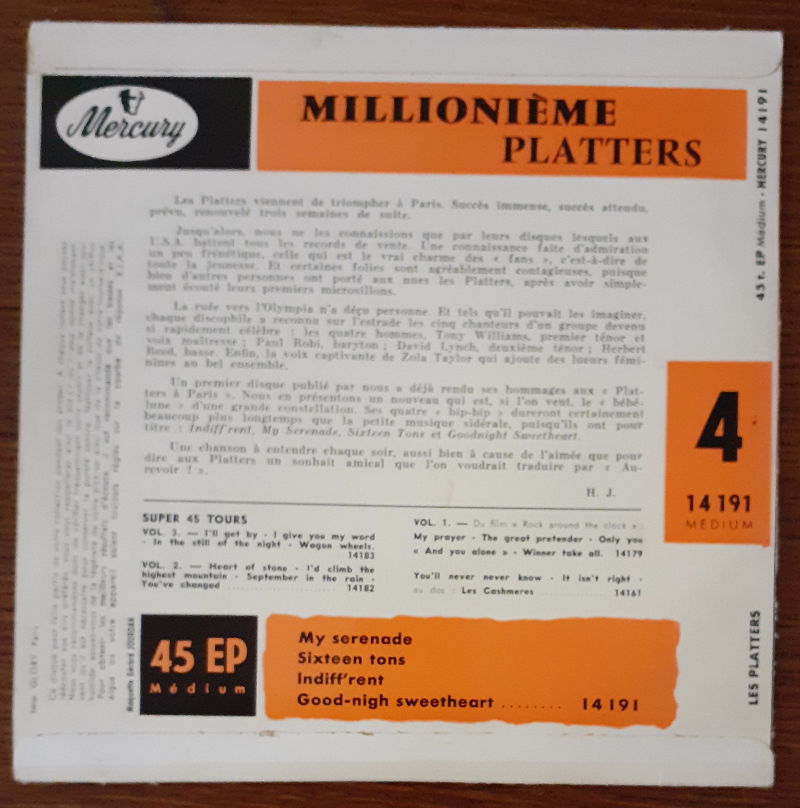 Mercury
MILLIONIÈME
PLATTERS
45 t. EP Médium - MERCURY 14191
Les Platters viennent de triompher à Paris. Succès immense, succès attendu,
prévu, renouvelé trois semaines de suite.
Jusqu'alors, nous ne les connaissions que par leurs disques lesquels aux
U.S.A. battent tous les records de vente. Une connaissance faite d'admiration
un peu frénétique, celle qui est le vrai charme des « fans », c'est-à-dire de
toute la jeunesse. Et certaines folies sont agréablement contagieuses, puisque
bien d'autres personnes ont porté aux nues les Platters, après avoir simple-
ment écouté leurs premiers microsillons.
La ruée vers l'Olympia n'a déçu personne. Et tels qu'il pouvait les imaginer,
chaque discophile a reconnu sur l'estrade les cinq chanteurs d'un groupe devenu
si rapidement célèbre : les quatre hommes, Tony Williams, premier ténor et
voix maîtresse ; Paul Robi, baryton ; David Lynch, deuxième ténor ; Herbert
Reed, basse. Enfin, la voix captivante de Zola Taylor qui ajoute des lueurs fémi-
nines au bel ensemble.
Un premier disque publié par nous a déjà rendu ses hommages aux « Plat-
ters à Paris ». Nous en présentons un nouveau qui est, si l'on veut, le « bébé-
lune » d'une grande constellation. Ses quatre « bip-bip » dureront certainement
beaucoup plus longtemps que la petite musique sidérale, puisqu'ils ont pour
titre : Indiff'rent, My Serenade, Sixteen Tons et Goodnight Sweetheart.
Une chanson à entendre chaque soir, aussi bien à cause de l'aimée que pour
dire aux Platters un souhait amical que l'on voudrait traduire par « Au-
revoir ! ».
H. J.
4
14 191
MEDIUM
SUPER 45 TOURS
VOL. 3. — I'll get by - I give you my word
- In the still of the night - Wagon wheels.
14183
VOL. 2. — Heart of stone - I'd climb the
highest mountain - September in the rain -
You've changed 14182
VOL. 1. — Du film « Rock around the clock » :
My prayer - The great pretender - Only you
« And you alone » - Winner take all. 14179
You'll never never know - It isn't right -
au dos : Les Cashmeres 14161
45 EP
Médium
My serenade
Sixteen tons
Indiff'rent
Good-nigh sweetheart ........ 14191
LES PLATTERS
Maquette Gérard JOURDAN
Imp. GLORY Paris